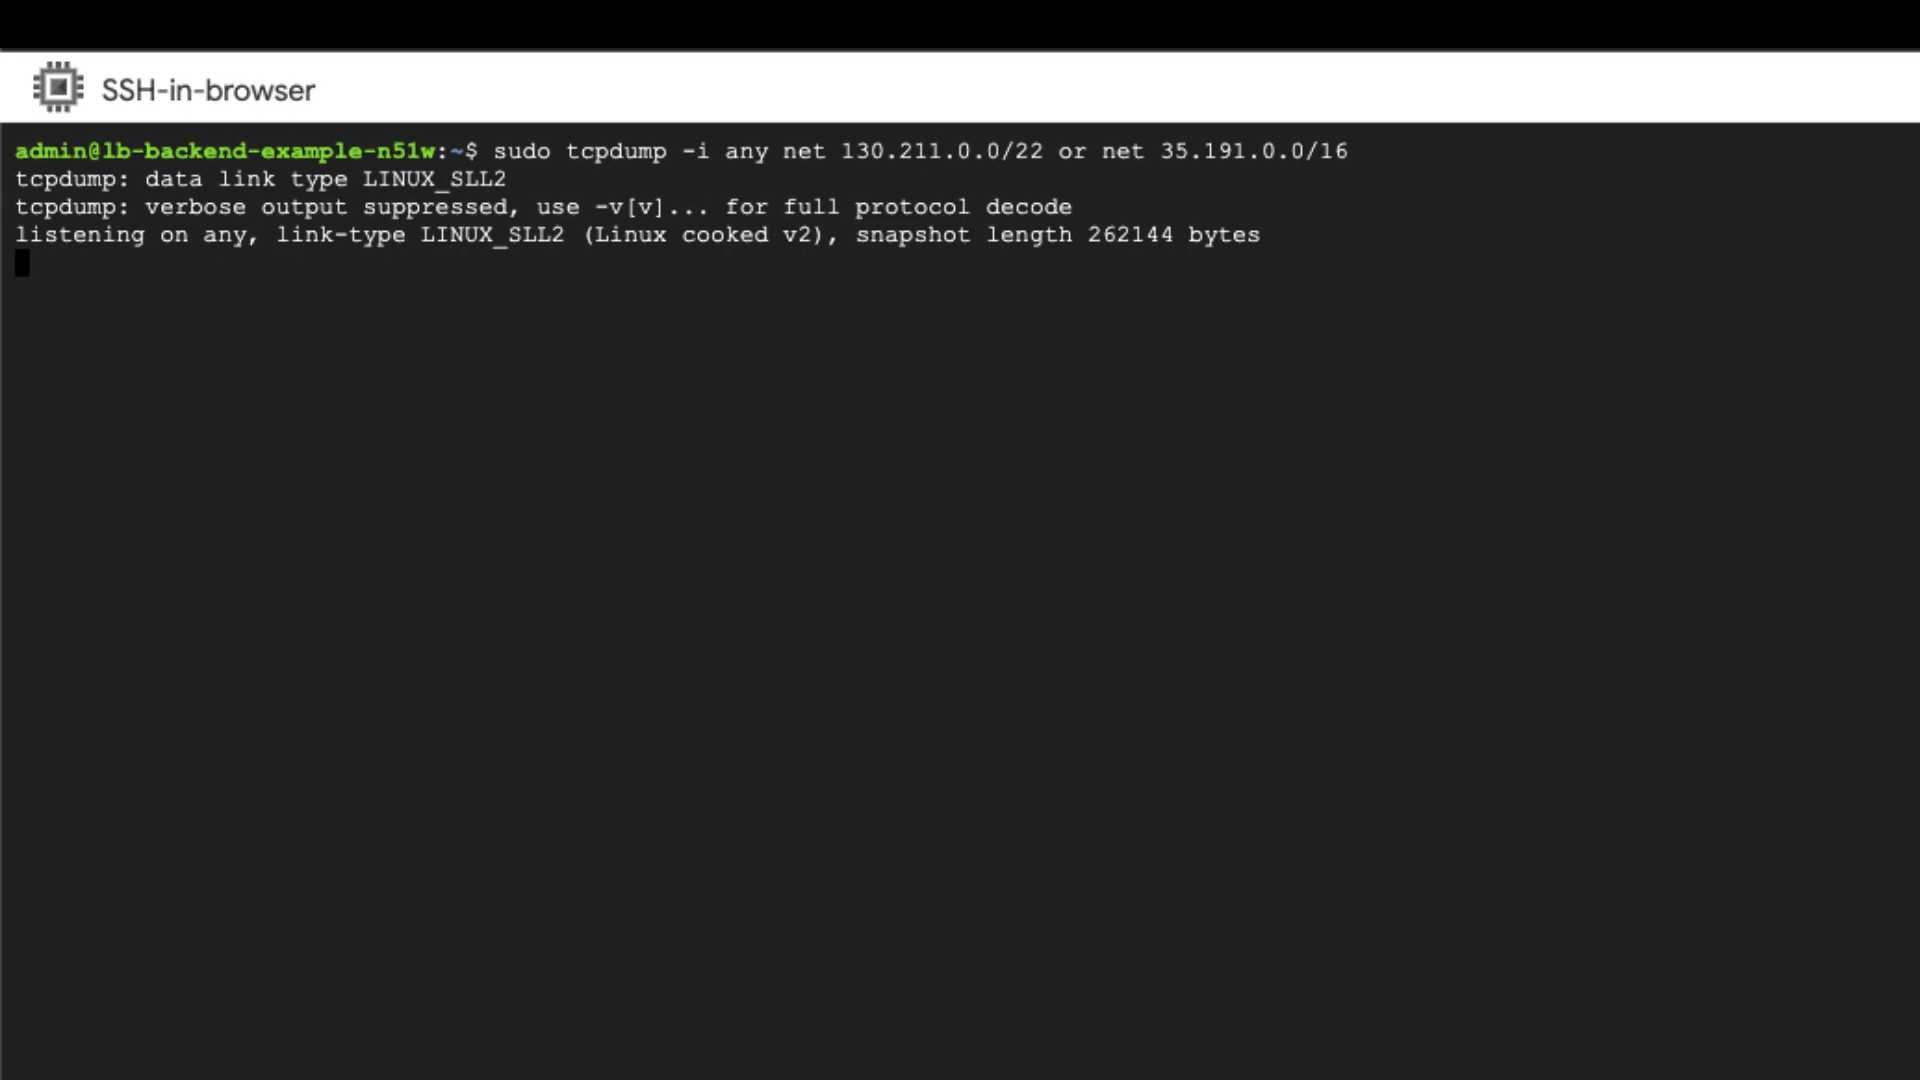 SSH-in-browser
admin@lb-backend-example-n51w:~$ sudo tcpdump -i any net 130.211.0.0/22 or net 35.191.0.0/16
tcpdump: data link type LINUX_SLL2
tcpdump: verbose output suppressed, use -v[v]... for full protocol decode
listening on any, link-type LINUX_SLL2 (Linux cooked v2), snapshot length 262144 bytes